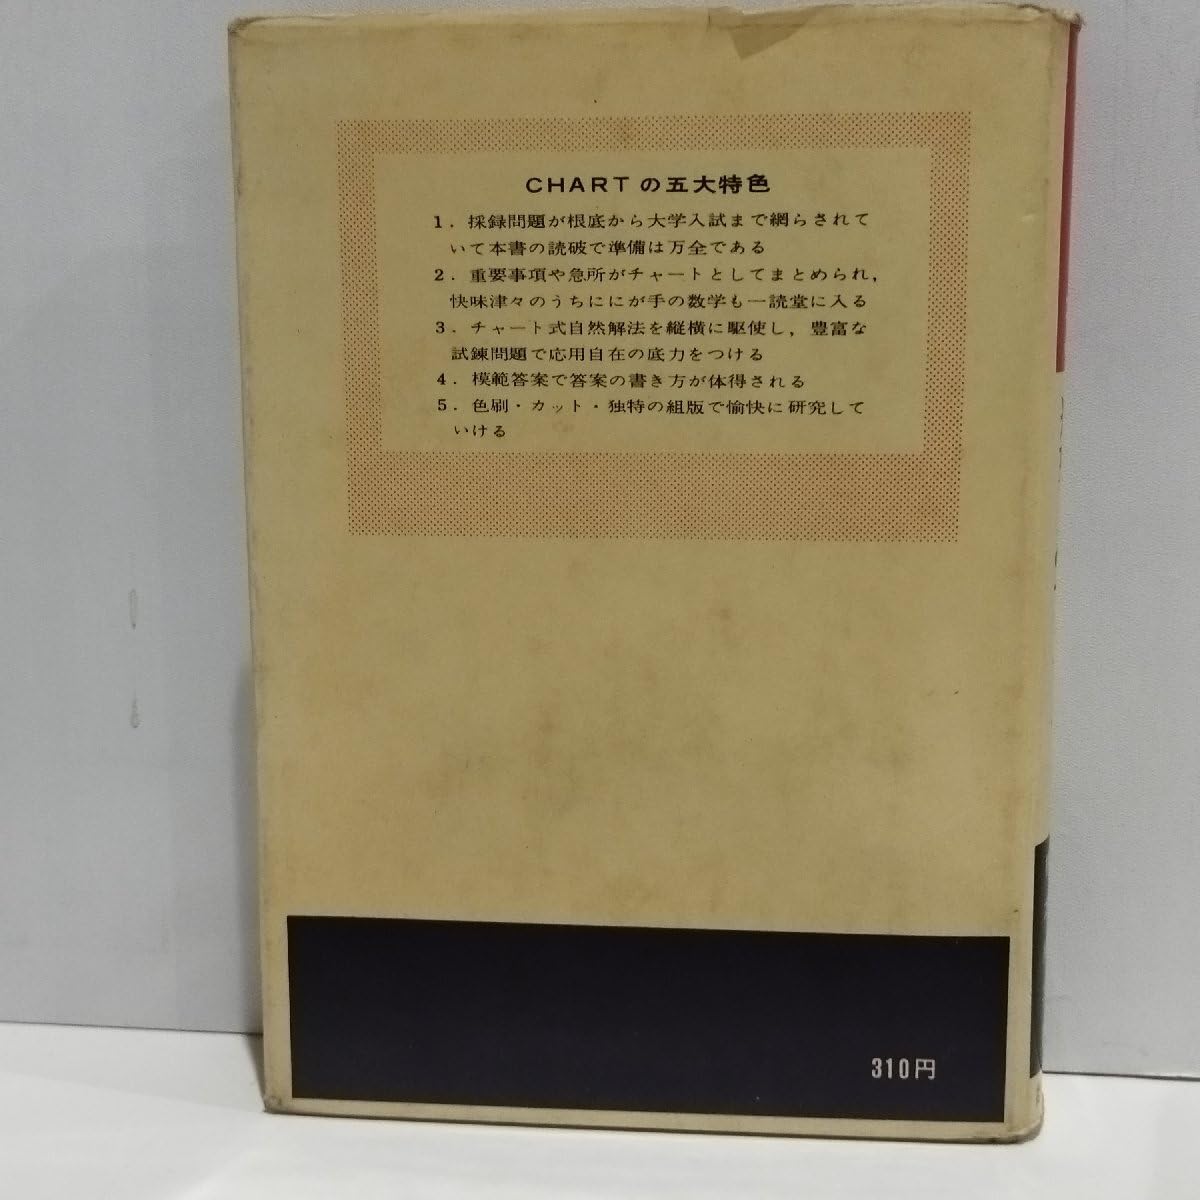 CHARTの五大特色
1．採録問題が根底から大学入試まで網らされて
いて本書の読破で準備は万全である
2．重要事項や急所がチャートとしてまとめられ，
快味津々のうちににが手の数学も一読堂に入る
3．チャート式自然解法を縦横に駆使し，豊富な
試錬問題で応用自在の底力をつける
4．模範答案で答案の書き方が体得される
5．色刷・カット・独特の組版で愉快に研究して
いける
310円